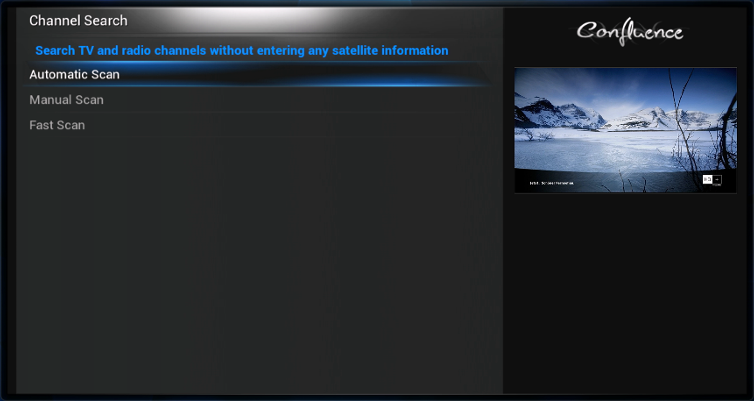 Channel Search
Search TV and radio channels without entering any satellite information
Automatic Scan
Manual Scan
Fast Scan
Confluence